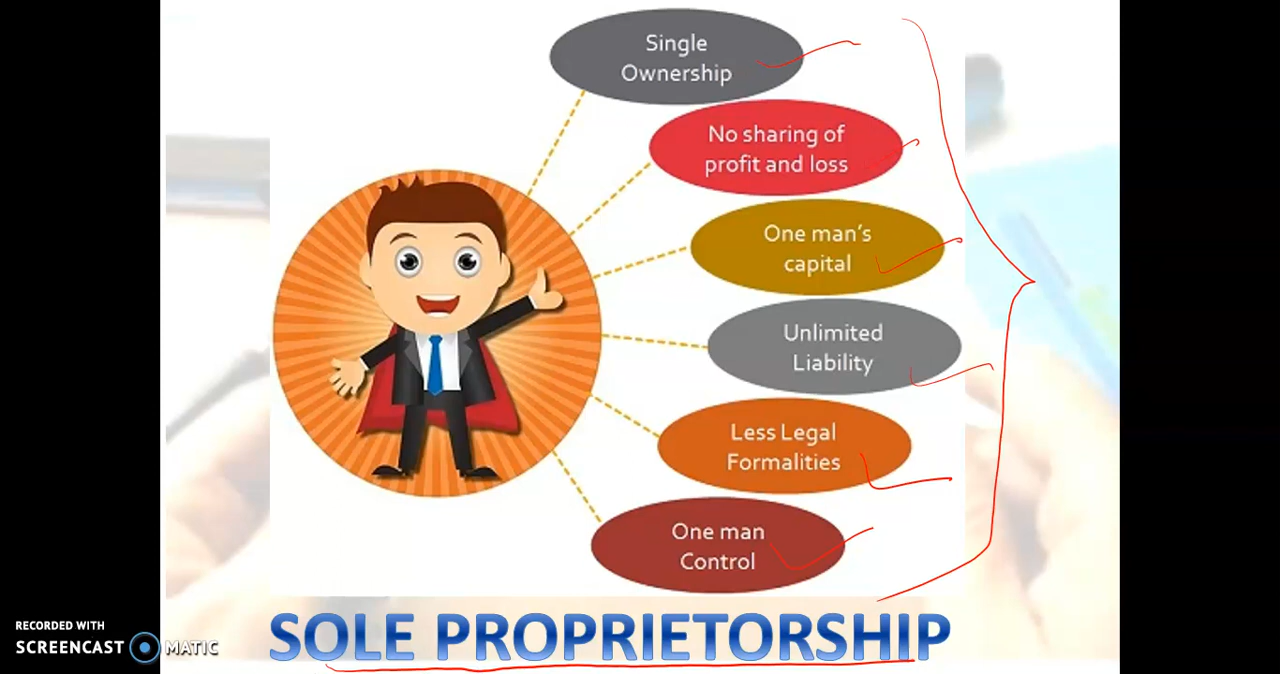 Single
Ownership
No sharing of
profit and loss
One man's
capital
Unlimited
Liability
Less Legal
Formalities
One man
Control
SOLE PROPRIETORSHIP
RECORDED WITH
SCREENCAST MATIC